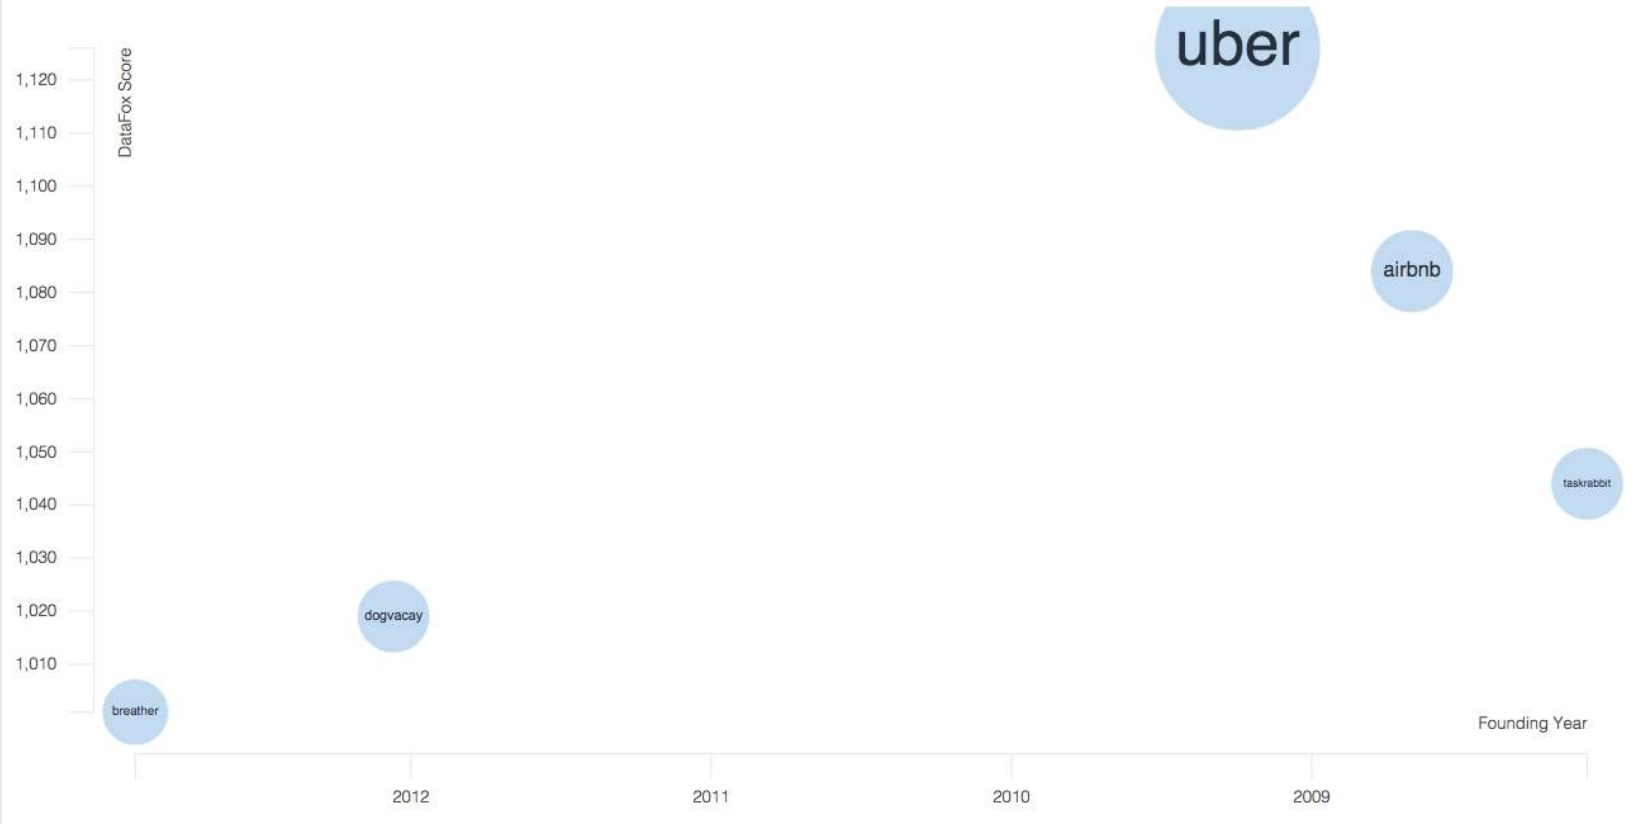 uber
DataFox Score
1,120
1,110
1,100
1,090
1,080
1,070
1,060
1,050
1,040
1,030
1,020
1,010
airbnb
taskrabbit
dogvacay
breather
Founding Year
2012 2011 2010 2009